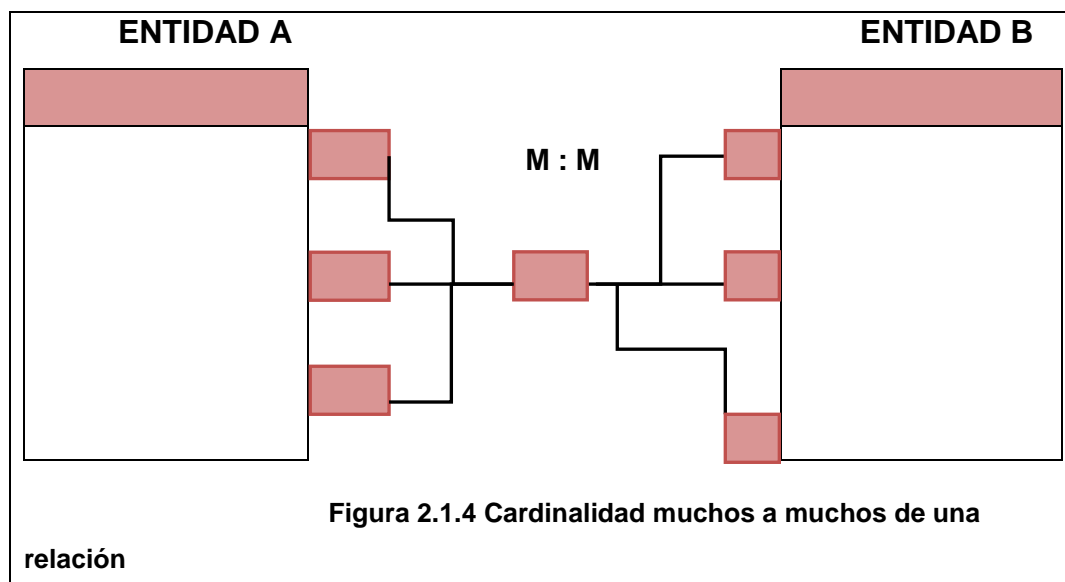 ENTIDAD A
ENTIDAD B
M : M
Figura 2.1.4 Cardinalidad muchos a muchos de una
relación